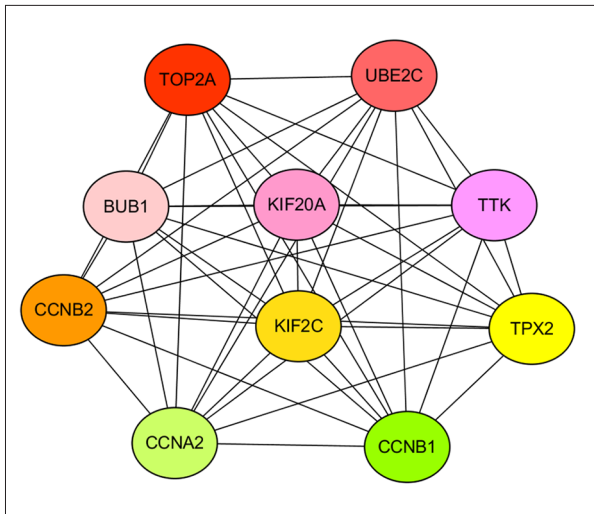 TOP2A
UBE2C
BUB1
KIF20A
TTK
CCNB2
KIF2C
TPX2
CCNA2
CCNB1